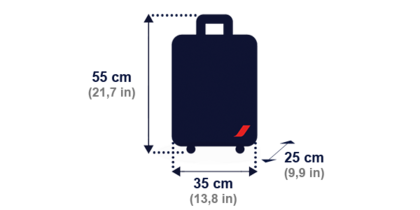 55 cm
(21,7 in)
25 cm
(9,9 in)
35 cm
(13,8 in)